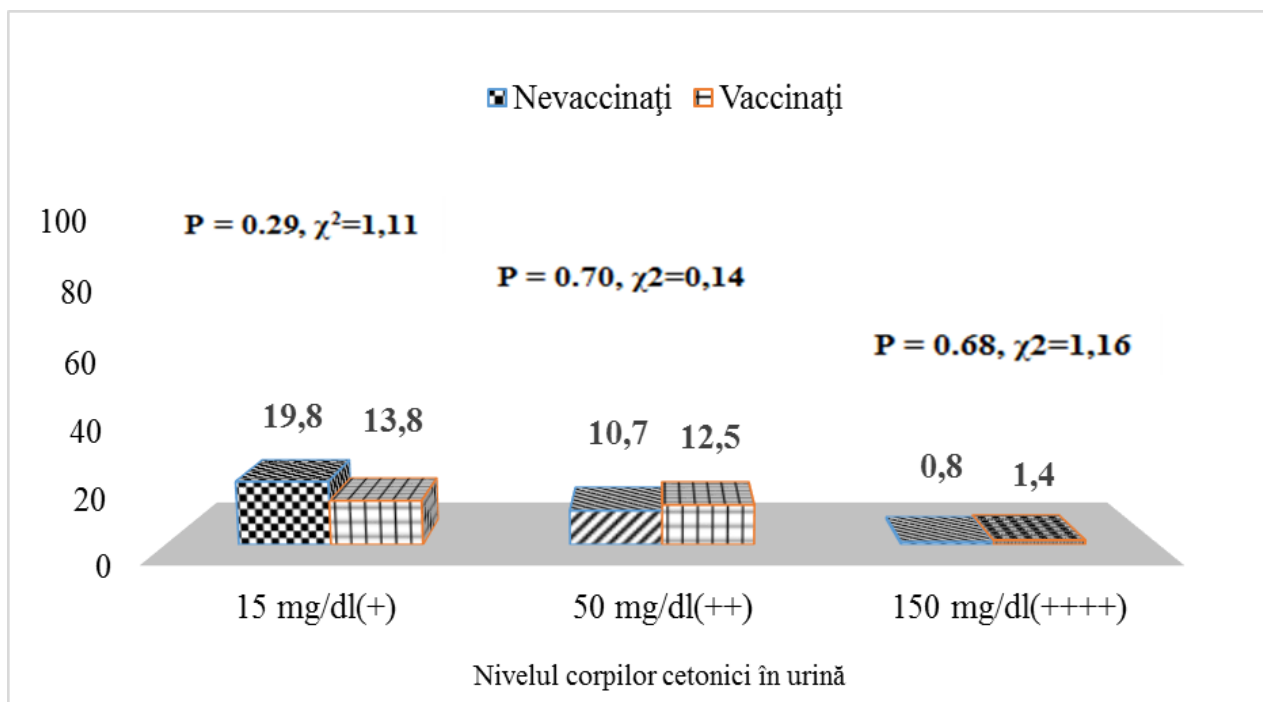 Nevaccinaţi Vaccinaţi
100
P = 0.29, χ²=1,11
80
P = 0.70, χ2=0,14
60
P = 0.68, χ2=1,16
40
19,8 13,8 10,7 12,5 0,8 1,4
20
0
15 mg/dl(+) 50 mg/dl(++) 150 mg/dl(++++)
Nivelul corpilor cetonici în urină